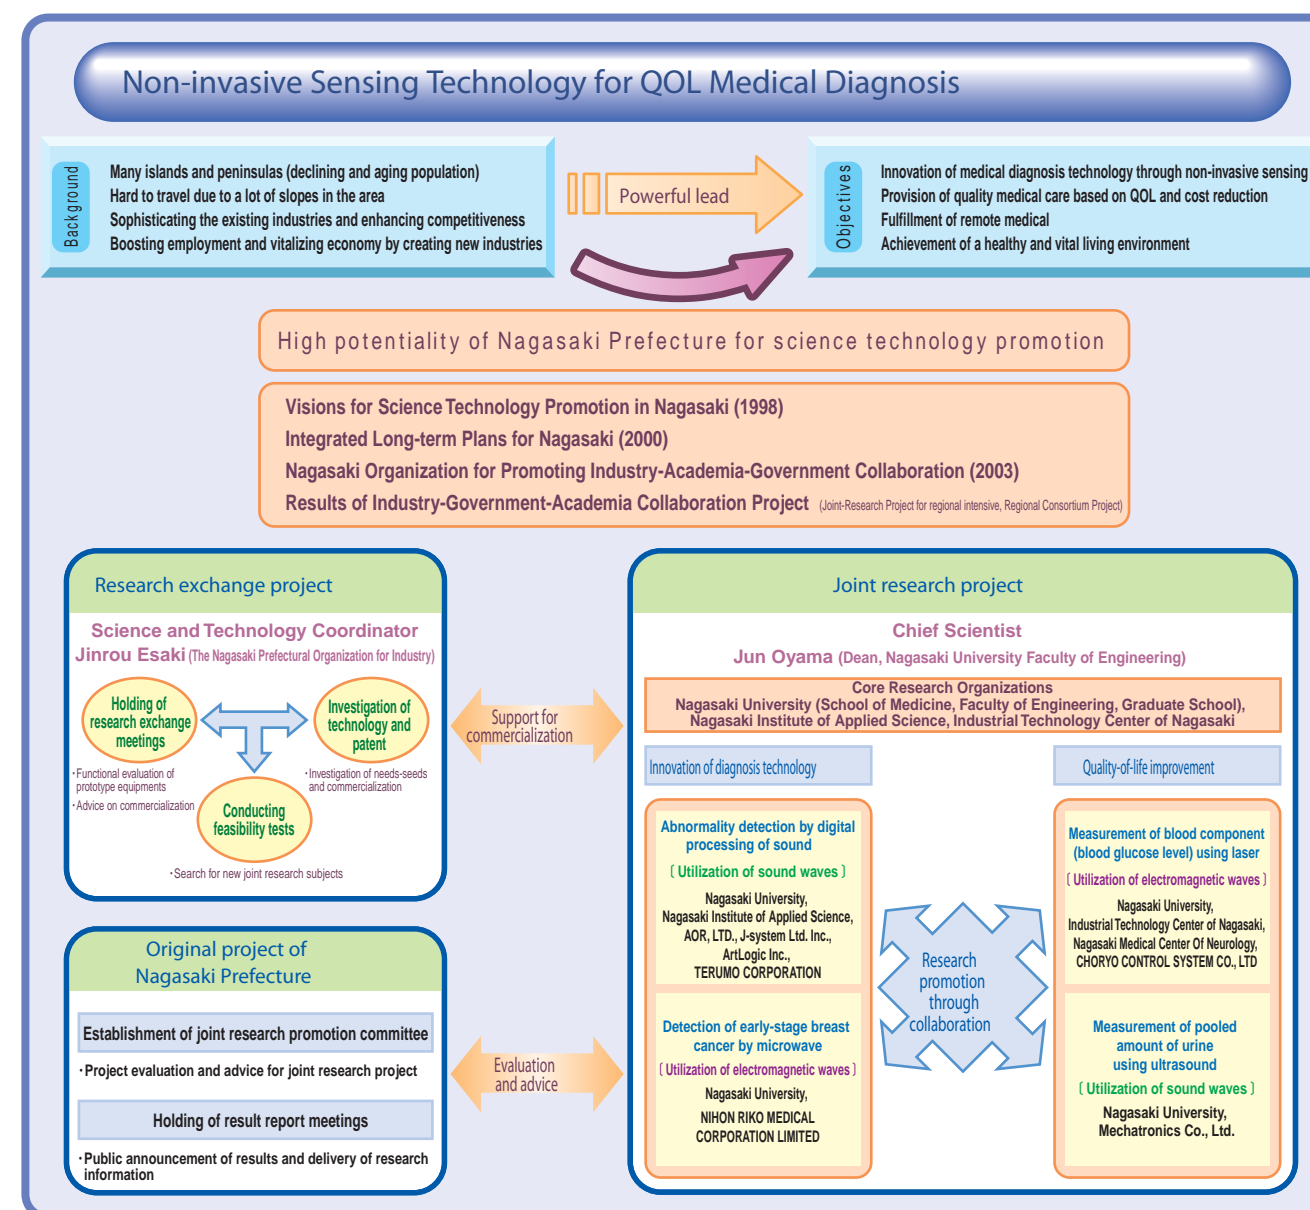 Non-invasive Sensing Technology for QOL Medical Diagnosis
Background
Many islands and peninsulas (declining and aging population)
Hard to travel due to a lot of slopes in the area
Sophisticating the existing industries and enhancing competitiveness
Boosting employment and vitalizing economy by creating new industries
Powerful lead
Objectives
Innovation of medical diagnosis technology through non-invasive sensing
Provision of quality medical care based on QOL and cost reduction
Fulfillment of remote medical
Achievement of a healthy and vital living environment
High potentiality of Nagasaki Prefecture for science technology promotion
Visions for Science Technology Promotion in Nagasaki (1998)
Integrated Long-term Plans for Nagasaki (2000)
Nagasaki Organization for Promoting Industry-Academia-Government Collaboration (2003)
Results of Industry-Government-Academia Collaboration Project (Joint-Research Project for regional intensive, Regional Consortium Project)
Research exchange project
Science and Technology Coordinator
Jinrou Esaki (The Nagasaki Prefectural Organization for Industry)
Holding of
research exchange
meetings
Investigation of
technology and
patent
・Functional evaluation of
prototype equipments
・Advice on commercialization
・Investigation of needs-seeds
and commercialization
Conducting
feasibility tests
・Search for new joint research subjects
Support for
commercialization
Original project of
Nagasaki Prefecture
Establishment of joint research promotion committee
・Project evaluation and advice for joint research project
Holding of result report meetings
・Public announcement of results and delivery of research
information
Evaluation
and advice
Joint research project
Chief Scientist
Jun Oyama (Dean, Nagasaki University Faculty of Engineering)
Core Research Organizations
Nagasaki University (School of Medicine, Faculty of Engineering, Graduate School),
Nagasaki Institute of Applied Science, Industrial Technology Center of Nagasaki
Innovation of diagnosis technology
Abnormality detection by digital
processing of sound
〔 Utilization of sound waves 〕
Nagasaki University,
Nagasaki Institute of Applied Science,
AOR, LTD., J-system Ltd. Inc.,
ArtLogic Inc.,
TERUMO CORPORATION
Detection of early-stage breast
cancer by microwave
〔 Utilization of electromagnetic waves 〕
Nagasaki University,
NIHON RIKO MEDICAL
CORPORATION LIMITED
Research
promotion
through
collaboration
Quality-of-life improvement
Measurement of blood component
(blood glucose level) using laser
〔 Utilization of electromagnetic waves 〕
Nagasaki University,
Industrial Technology Center of Nagasaki,
Nagasaki Medical Center Of Neurology,
CHORYO CONTROL SYSTEM CO., LTD
Measurement of pooled
amount of urine
using ultrasound
〔 Utilization of sound waves 〕
Nagasaki University,
Mechatronics Co., Ltd.